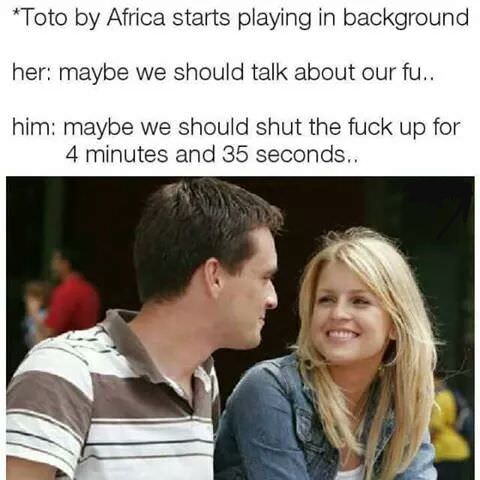 *Toto by Africa starts playing in background
her: maybe we should talk about our fu..
him: maybe we should shut the fuck up for
4 minutes and 35 seconds..